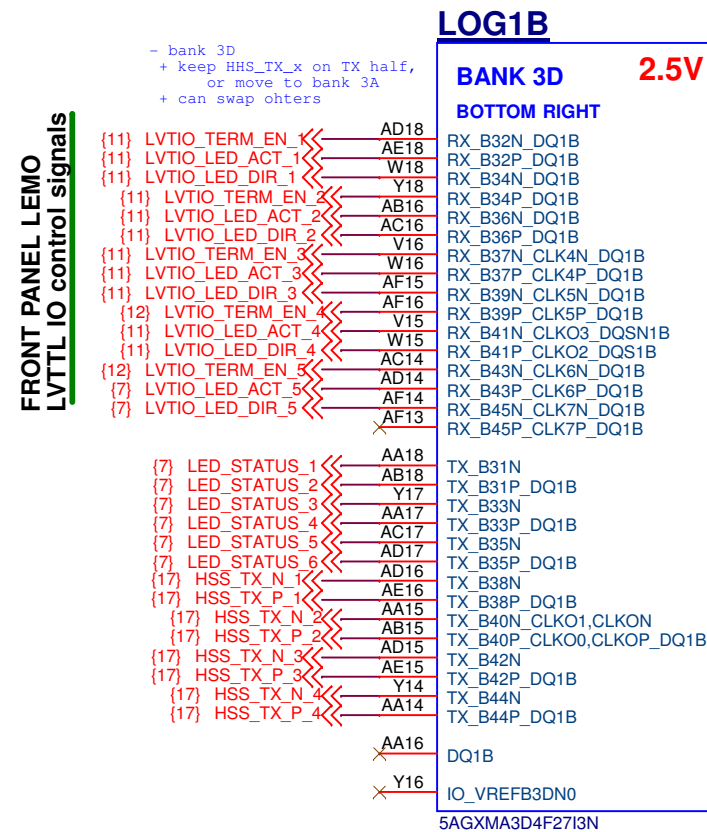 LOG1B
- bank 3D
+ keep HHS_TX_x on TX half,
or move to bank 3A
+ can swap ohters
BANK 3D 2.5V
BOTTOM RIGHT
FRONT PANEL LEMO
LVTTL IO control signals
{11} LVTIO_TERM_EN_1 AD18 RX_B32N_DQ1B
{11} LVTIO_LED_ACT_1 AE18 RX_B32P_DQ1B
{11} LVTIO_LED_DIR_1 W18 RX_B34N_DQ1B
{11} LVTIO_TERM_EN_2 Y18 RX_B34P_DQ1B
{11} LVTIO_LED_ACT_2 AB16 RX_B36N_DQ1B
{11} LVTIO_LED_DIR_2 AC16 RX_B36P_DQ1B
{11} LVTIO_TERM_EN_3 V16 RX_B37N_CLK4N_DQ1B
{11} LVTIO_LED_ACT_3 W16 RX_B37P_CLK4P_DQ1B
{11} LVTIO_LED_DIR_3 AF15 RX_B39N_CLK5N_DQ1B
{12} LVTIO_TERM_EN_4 AF16 RX_B39P_CLK5P_DQ1B
{11} LVTIO_LED_ACT_4 V15 RX_B41N_CLKO3_DQSN1B
{11} LVTIO_LED_DIR_4 W15 RX_B41P_CLKO2_DQS1B
{12} LVTIO_TERM_EN_5 AC14 RX_B43N_CLK6N_DQ1B
{7} LVTIO_LED_ACT_5 AD14 RX_B43P_CLK6P_DQ1B
{7} LVTIO_LED_DIR_5 AF14 RX_B45N_CLK7N_DQ1B
AF13 RX_B45P_CLK7P_DQ1B
{7} LED_STATUS_1 AA18 TX_B31N
{7} LED_STATUS_2 AB18 TX_B31P_DQ1B
{7} LED_STATUS_3 Y17 TX_B33N
{7} LED_STATUS_4 AA17 TX_B33P_DQ1B
{7} LED_STATUS_5 AC17 TX_B35N
{7} LED_STATUS_6 AD17 TX_B35P_DQ1B
{17} HSS_TX_N_1 AD16 TX_B38N
{17} HSS_TX_P_1 AE16 TX_B38P_DQ1B
{17} HSS_TX_N_2 AA15 TX_B40N_CLKO1,CLKON
{17} HSS_TX_P_2 AB15 TX_B40P_CLKO0,CLKOP_DQ1B
{17} HSS_TX_N_3 AD15 TX_B42N
{17} HSS_TX_P_3 AE15 TX_B42P_DQ1B
{17} HSS_TX_N_4 Y14 TX_B44N
{17} HSS_TX_P_4 AA14 TX_B44P_DQ1B
AA16 DQ1B
Y16 IO_VREFB3DN0
5AGXMA3D4F27I3N